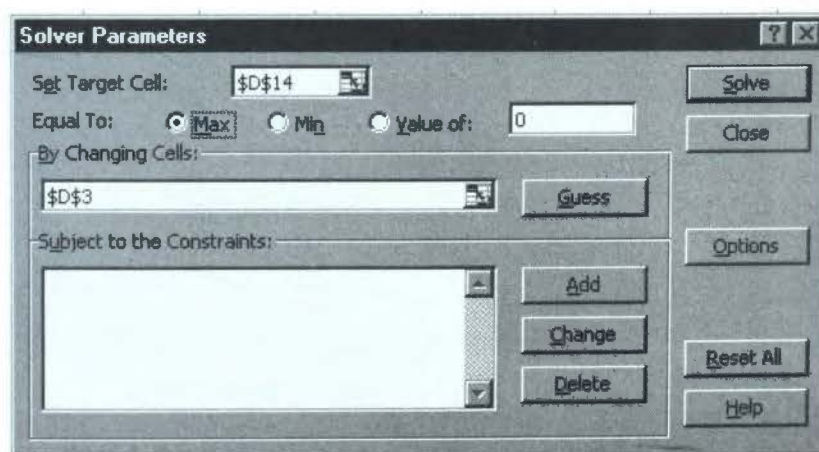 Solver Parameters ? ×
Set Target Cell: $D$14 Solve
Equal To: Max Min Value of: 0 Close
By Changing Cells:
$D$3 Guess
Subject to the Constraints: Options
Add
Change
Reset All
Delete
Help